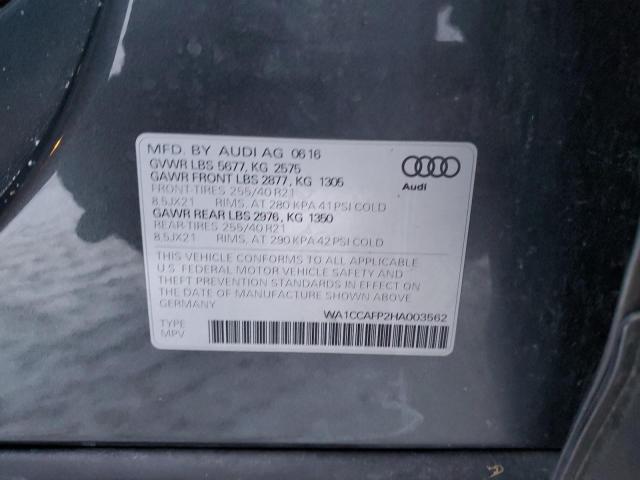 MFD. BY AUDI AG 0616
GVWR LBS 5677, KG 2575
GAWR FRONT LBS 2877, KG 1305
FRONT-TIRES 255/40 R21
8.5JX21 RIMS, AT 280 KPA 41 PSI COLD
GAWR REAR LBS 2976, KG 1350
REAR-TIRES 255/40 R21
8.5JX21 RIMS, AT 290 KPA 42 PSI COLD
Audi
THIS VEHICLE CONFORMS TO ALL APPLICABLE
U.S. FEDERAL MOTOR VEHICLE SAFETY AND
THEFT PREVENTION STANDARDS IN EFFECT ON
THE DATE OF MANUFACTURE SHOWN ABOVE
GERMANY
WA1CCAFP2HA003562
TYPE
MPV